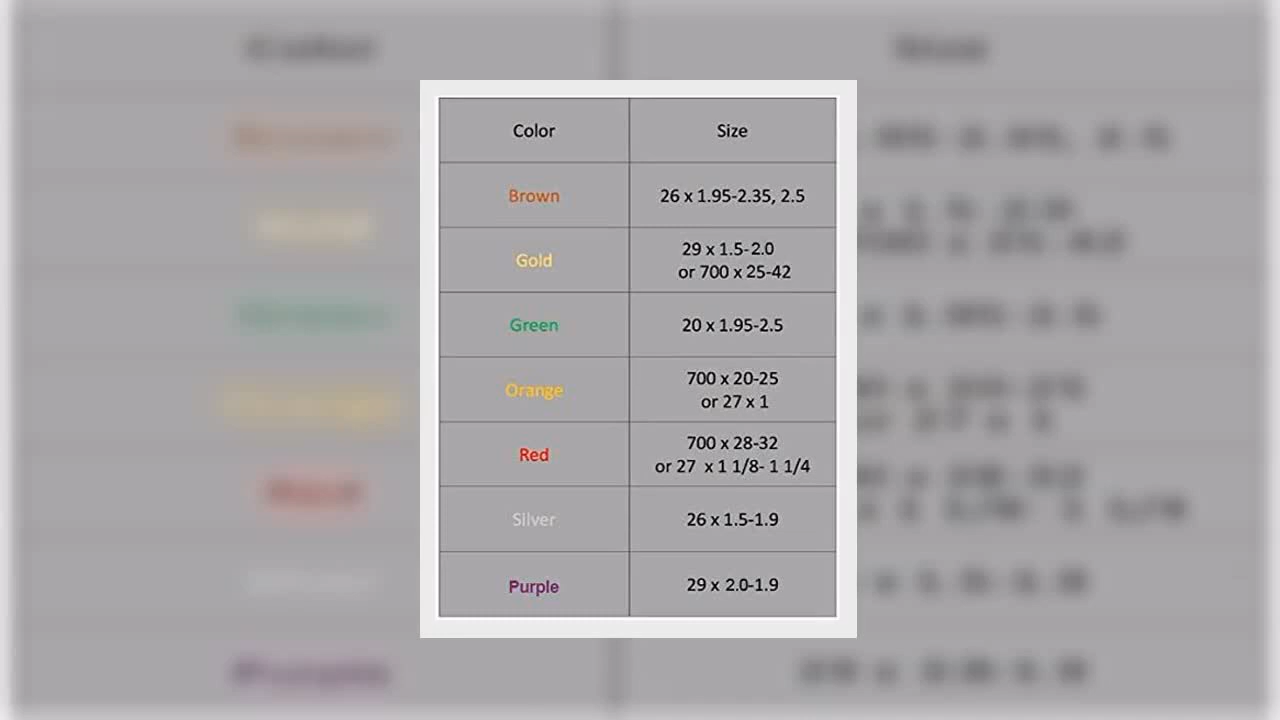 Color Size
Brown 26 x 1.95-2.35, 2.5
Gold 29 x 1.5-2.0
or 700 x 25-42
Green 20 x 1.95-2.5
Orange 700 x 20-25
or 27 x 1
Red 700 x 28-32
or 27 x 1 1/8- 1 1/4
Silver 26 x 1.5-1.9
Purple 29 x 2.0-1.9